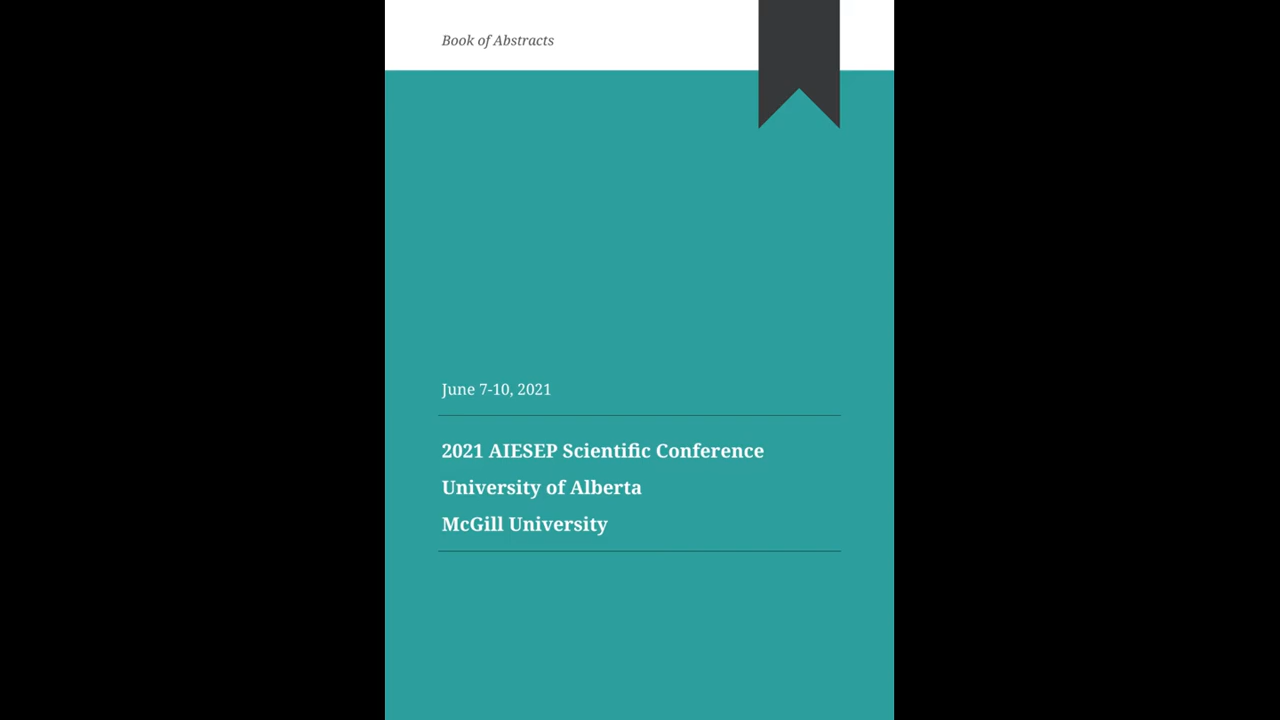 Book of Abstracts
June 7-10, 2021
2021 AIESEP Scientific Conference
University of Alberta
McGill University